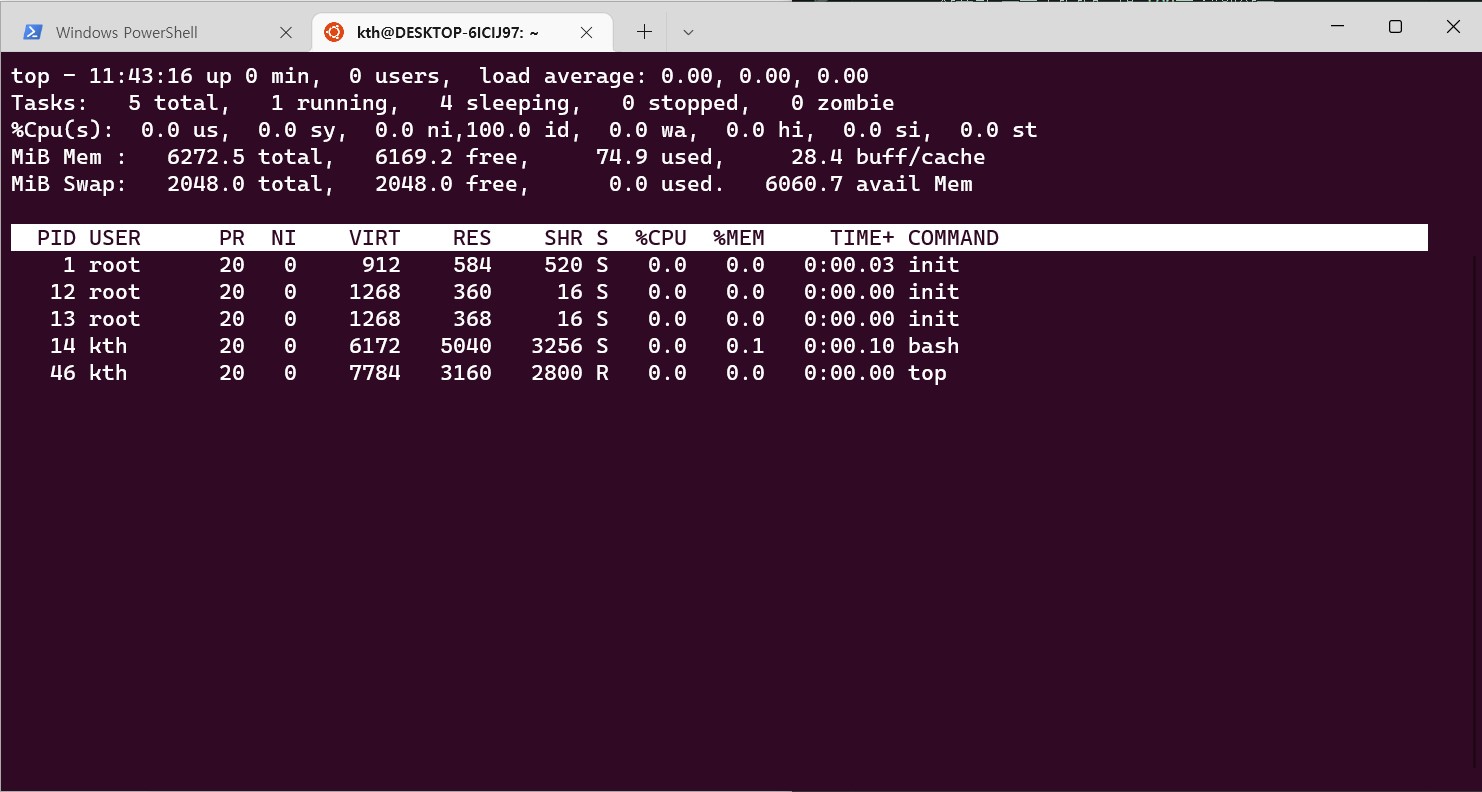 Windows PowerShell
kth@DESKTOP-6ICIJ97: ~
top - 11:43:16 up 0 min,  0 users,  load average: 0.00, 0.00, 0.00
Tasks:   5 total,   1 running,   4 sleeping,   0 stopped,   0 zombie
%Cpu(s):  0.0 us,  0.0 sy,  0.0 ni,100.0 id,  0.0 wa,  0.0 hi,  0.0 si,  0.0 st
MiB Mem :   6272.5 total,   6169.2 free,     74.9 used,     28.4 buff/cache
MiB Swap:   2048.0 total,   2048.0 free,      0.0 used.   6060.7 avail Mem
  PID USER      PR  NI    VIRT    RES    SHR S  %CPU  %MEM     TIME+ COMMAND
    1 root      20   0     912    584    520 S   0.0   0.0   0:00.03 init
   12 root      20   0    1268    360     16 S   0.0   0.0   0:00.00 init
   13 root      20   0    1268    368     16 S   0.0   0.0   0:00.00 init
   14 kth       20   0    6172   5040   3256 S   0.0   0.1   0:00.10 bash
   46 kth       20   0    7784   3160   2800 R   0.0   0.0   0:00.00 top